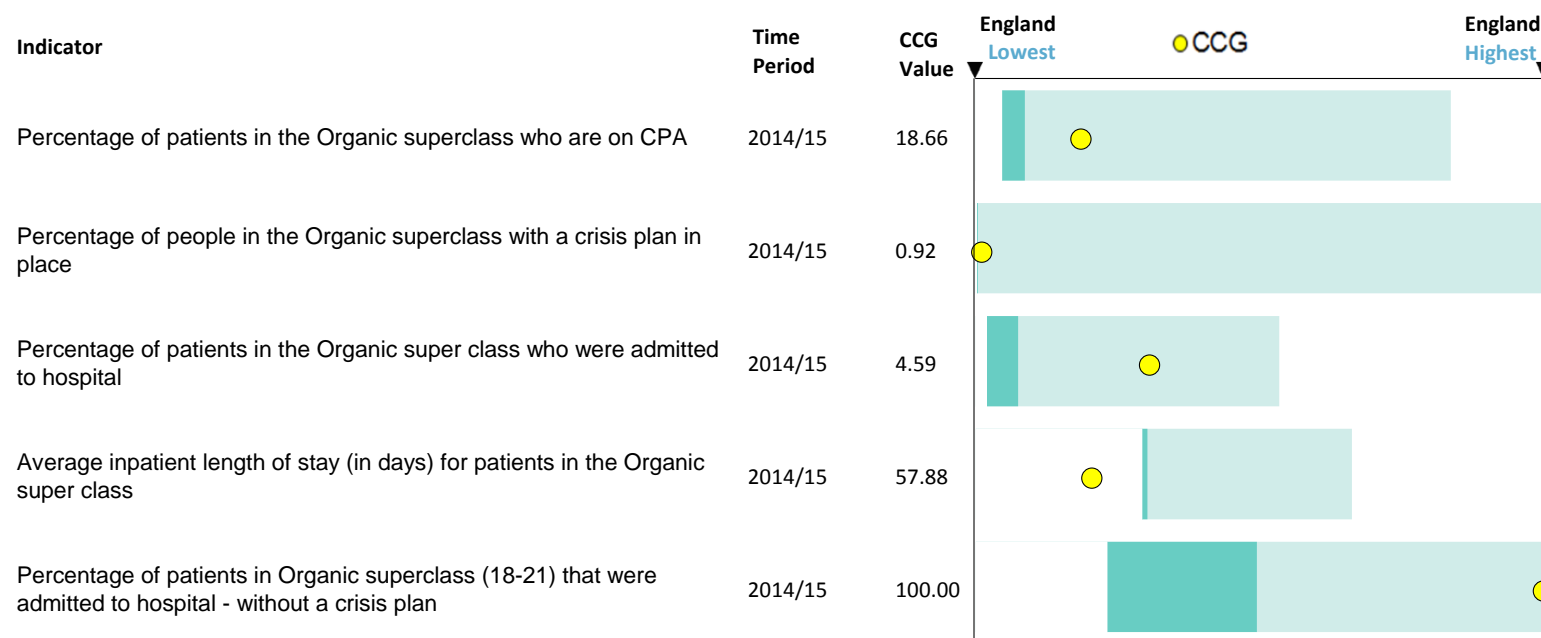 Indicator
Time
Period
CCG
Value
England
Lowest
CCG
England
Highest
Percentage of patients in the Organic superclass who are on CPA
2014/15
18.66
Percentage of people in the Organic superclass with a crisis plan in
place
2014/15
0.92
Percentage of patients in the Organic super class who were admitted
to hospital
2014/15
4.59
Average inpatient length of stay (in days) for patients in the Organic
super class
2014/15
57.88
Percentage of patients in Organic superclass (18-21) that were
admitted to hospital - without a crisis plan
2014/15
100.00